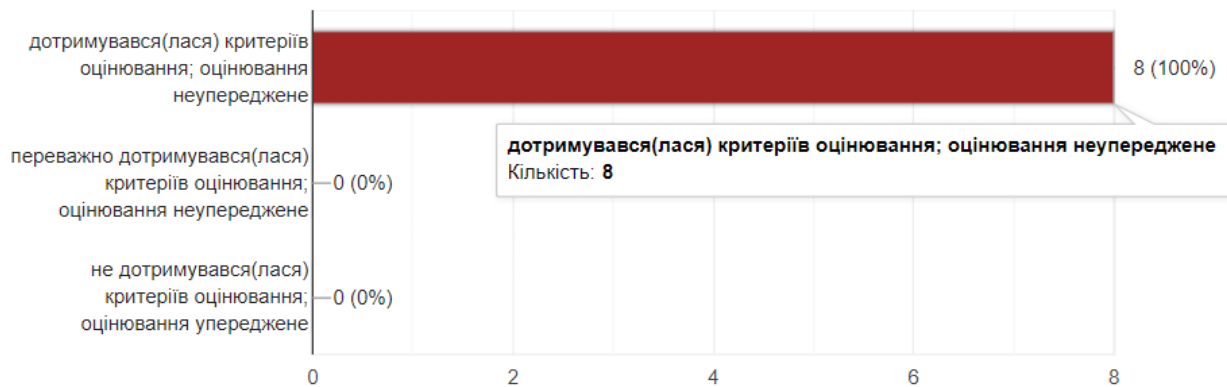 дотримувався(лася) критеріїв
оцінювання; оцінювання
неупереджене
8 (100%)
дотримувався(лася) критеріїв оцінювання; оцінювання неупереджене
Кількість: 8
переважно дотримувався(лася)
критеріїв оцінювання;
оцінювання неупереджене
0 (0%)
не дотримувався(лася)
критеріїв оцінювання;
оцінювання упереджене
0 (0%)
0 2 4 6 8